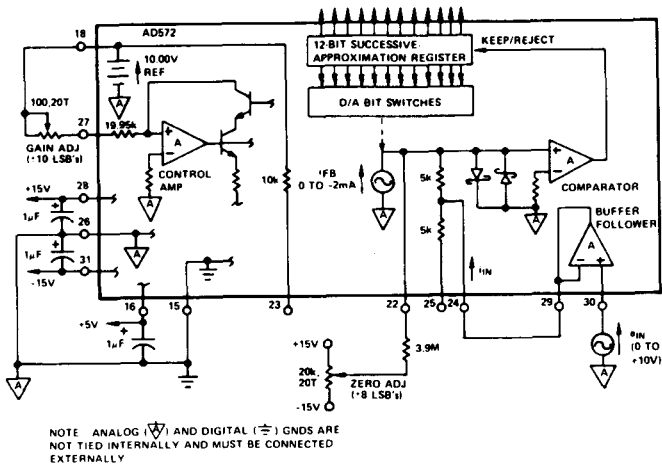 18
AD572
10.00V
REF
A
12-BIT SUCCESSIVE-
APPROXIMATION REGISTER
KEEP/REJECT
D/A BIT SWITCHES
100,20T
27
19.95k
GAIN ADJ
(±10 LSB's)
+
A
-
CONTROL
AMP
A
10k
iFB
0 TO -2mA
A
5k
5k
+
A
-
COMPARATOR
A
BUFFER
FOLLOWER
A
- +
iIN
+15V
28
1µF
+
26
1µF
+
A
-15V
31
16
15
23
22
25
24
29
30
+5V
1µF
+
A
+15V
20k,
20T
-15V
3.9M
ZERO ADJ
(±8 LSB's)
eIN
(0 TO
+10V)
A
NOTE ANALOG (A) AND DIGITAL ( ) GNDS ARE
NOT TIED INTERNALLY AND MUST BE CONNECTED
EXTERNALLY